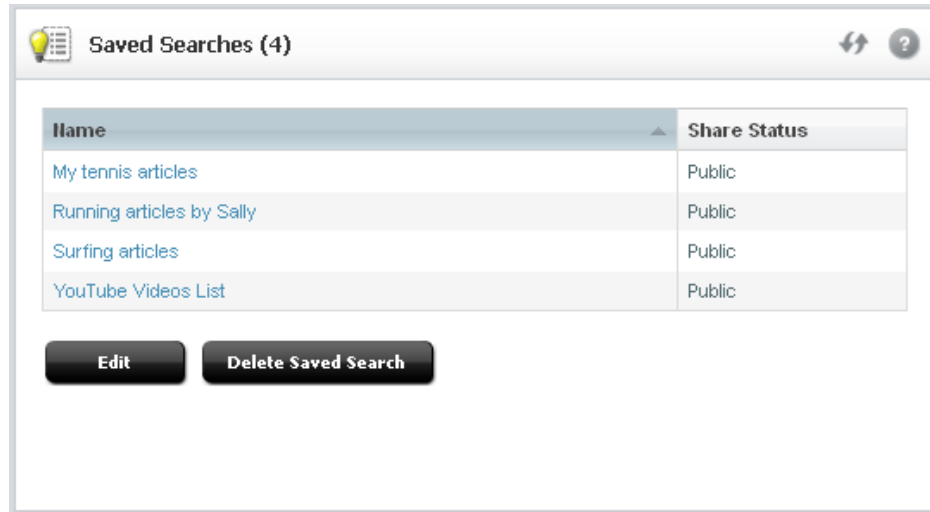 Saved Searches (4)
?
Name Share Status
My tennis articles Public
Running articles by Sally Public
Surfing articles Public
YouTube Videos List Public
Edit Delete Saved Search